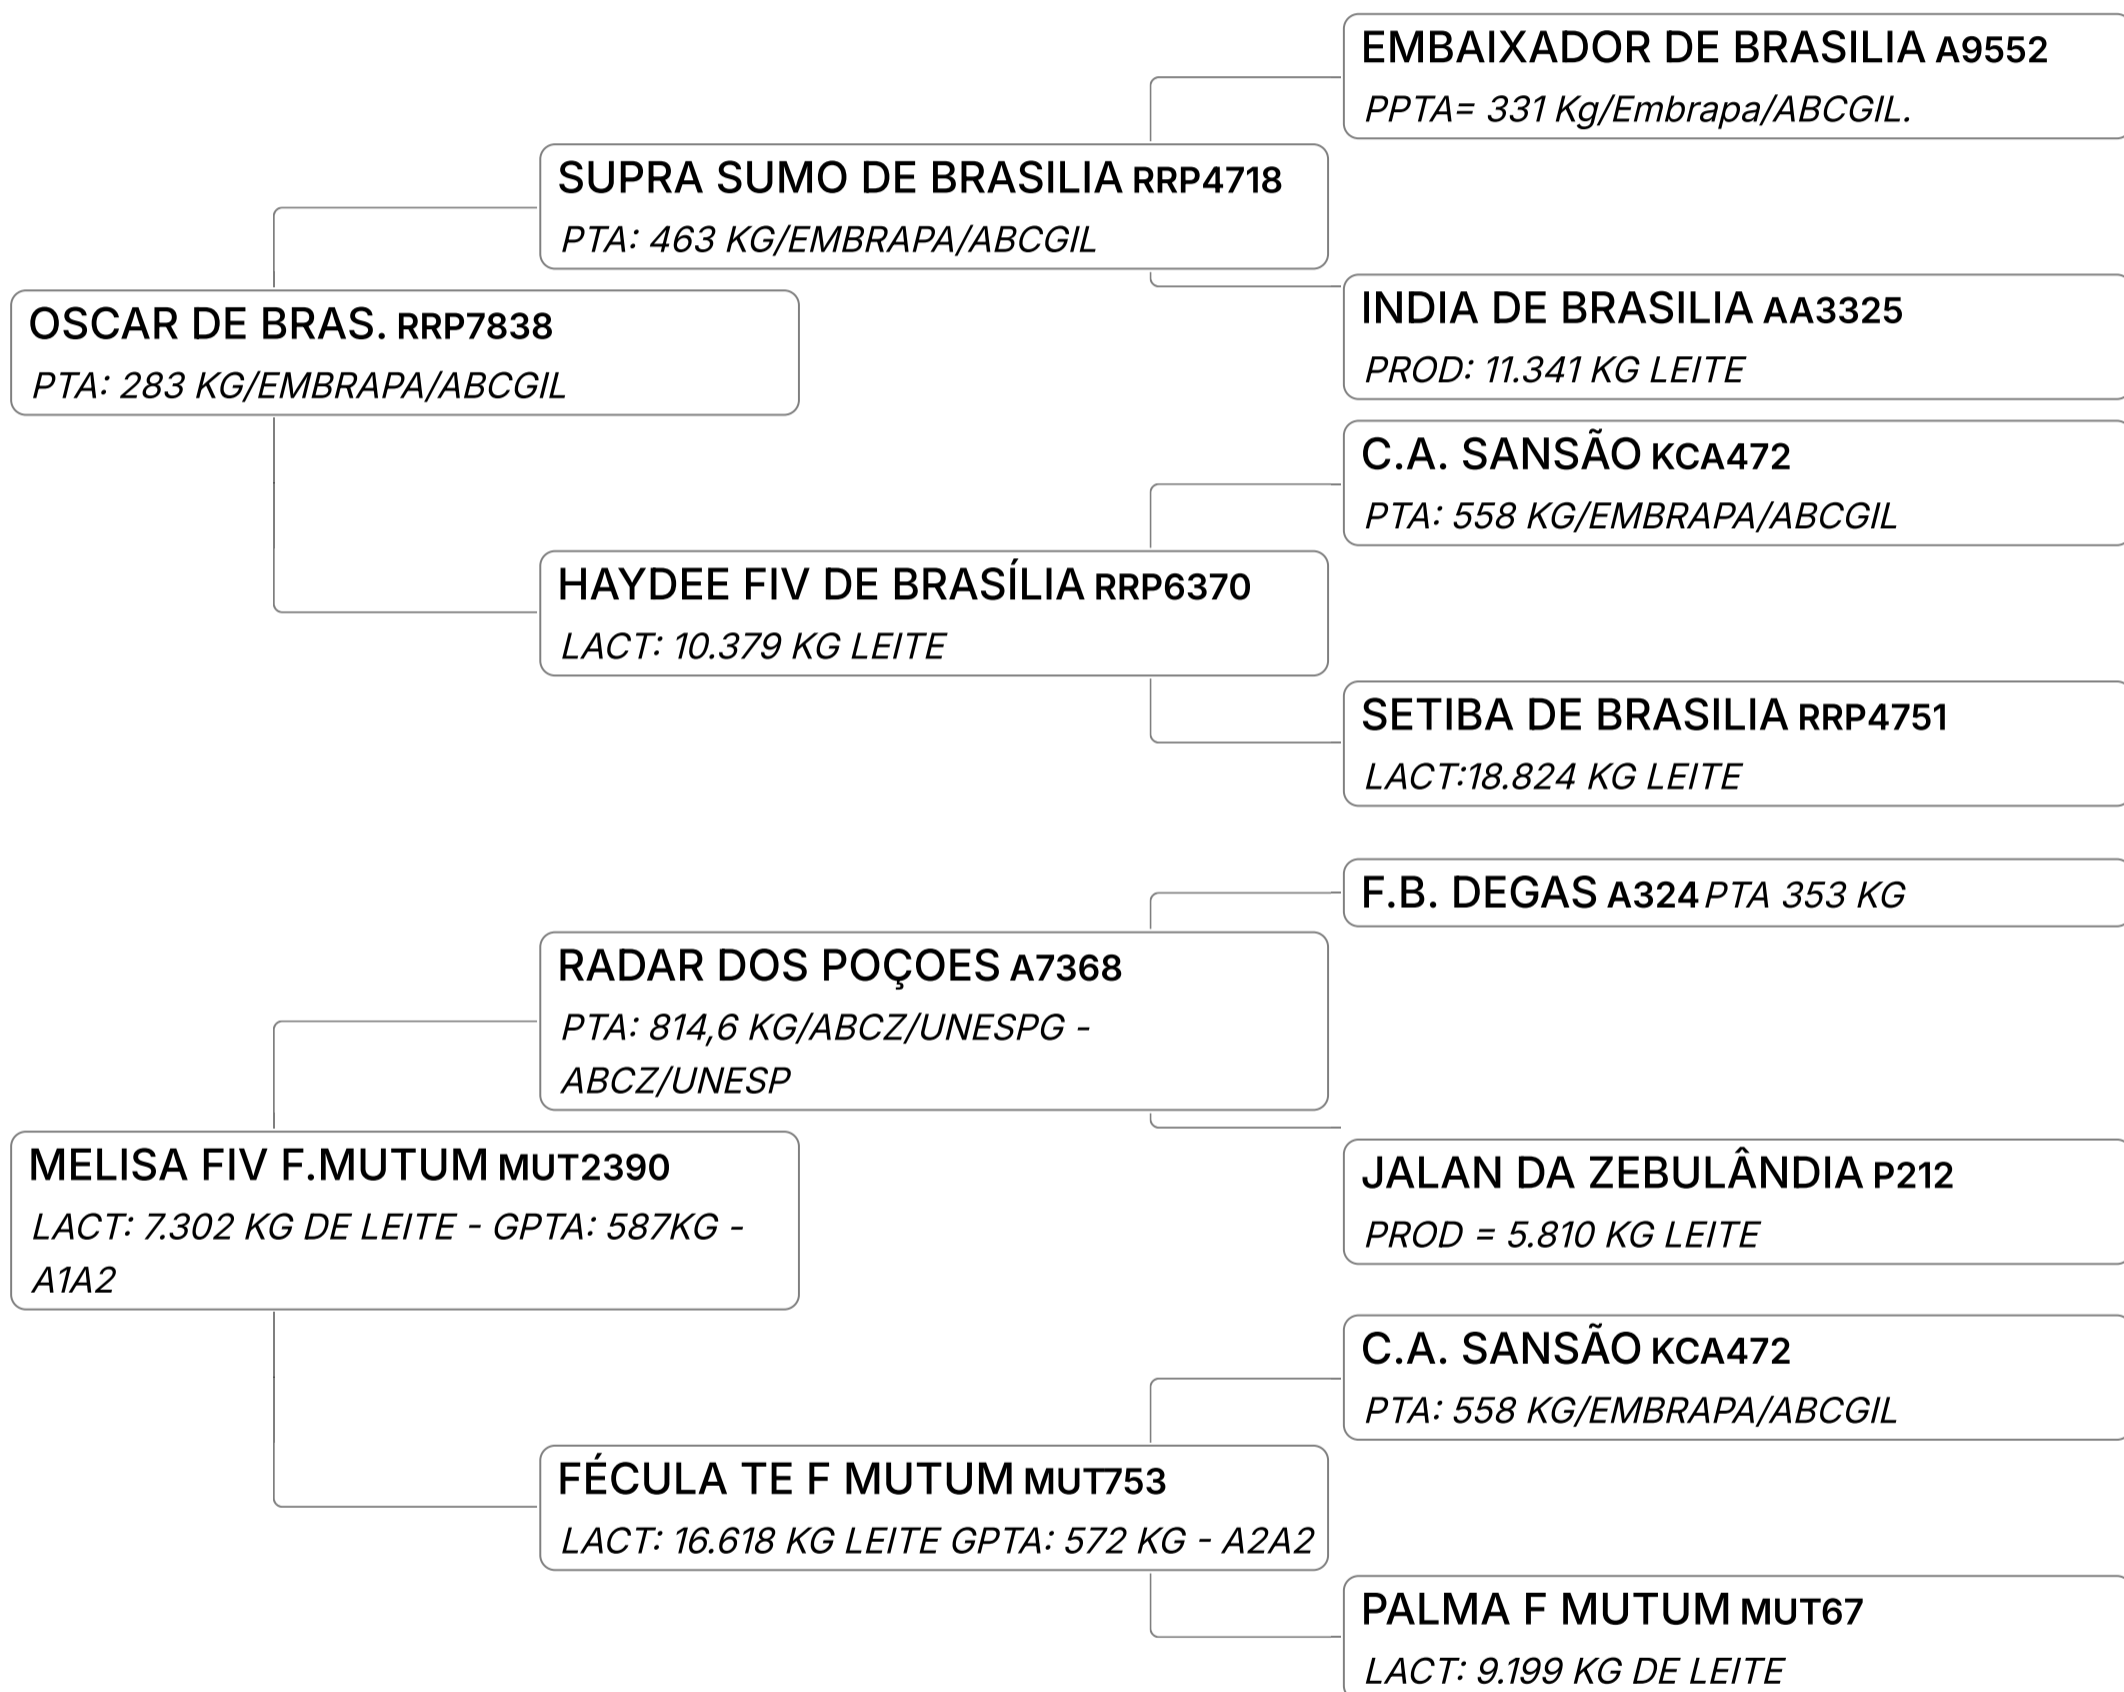 EMBAIXADOR DE BRASILIA A9552
PPTA= 331 Kg/Embrapa/ABCGIL.
SUPRA SUMO DE BRASILIA RRP4718
PTA: 463 KG/EMBRAPA/ABCGIL
INDIA DE BRASILIA AA3325
PROD: 11.341 KG LEITE
OSCAR DE BRAS. RRP7838
PTA: 283 KG/EMBRAPA/ABCGIL
C.A. SANSÃO KCA472
PTA: 558 KG/EMBRAPA/ABCGIL
HAYDEE FIV DE BRASÍLIA RRP6370
LACT: 10.379 KG LEITE
SETIBA DE BRASILIA RRP4751
LACT:18.824 KG LEITE
F.B. DEGAS A324 PTA 353 KG
RADAR DOS POÇOES A7368
PTA: 814,6 KG/ABCZ/UNESPG -
ABCZ/UNESP
JALAN DA ZEBULÂNDIA P212
PROD = 5.810 KG LEITE
MELISA FIV F.MUTUM MUT2390
LACT: 7.302 KG DE LEITE - GPTA: 587KG -
A1A2
C.A. SANSÃO KCA472
PTA: 558 KG/EMBRAPA/ABCGIL
FÉCULA TE F MUTUM MUT753
LACT: 16.618 KG LEITE GPTA: 572 KG - A2A2
PALMA F MUTUM MUT67
LACT: 9.199 KG DE LEITE